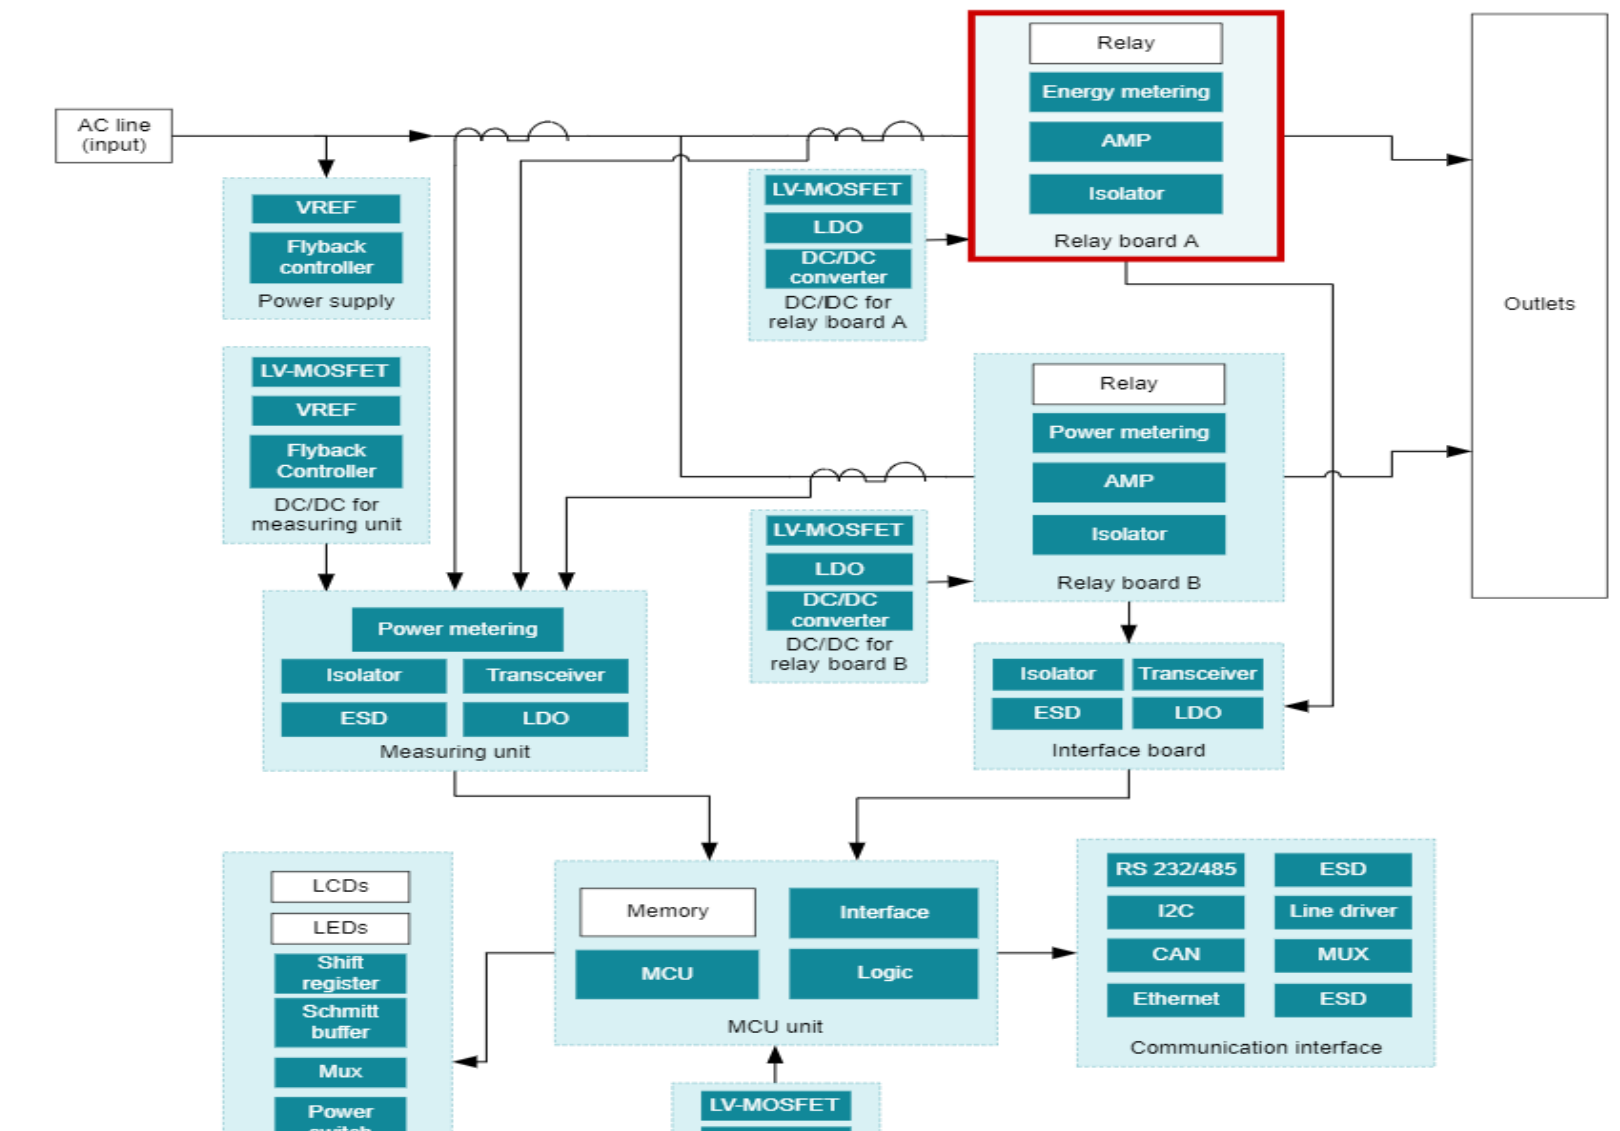 AC line
(input)
VREF
Flyback
controller
Power supply
LV-MOSFET
VREF
Flyback
Controller
DC/DC for
measuring unit
Relay
Energy metering
AMP
Isolator
Relay board A
LV-MOSFET
LDO
DC/DC
converter
DC/DC for
relay board A
Outlets
Relay
Power metering
AMP
Isolator
Relay board B
LV-MOSFET
LDO
DC/DC
converter
DC/DC for
relay board B
Power metering
Isolator
Transceiver
ESD
LDO
Measuring unit
Isolator
Transceiver
ESD
LDO
Interface board
LCDs
LEDs
Shift
register
Schmitt
buffer
Mux
Power
switch
Memory
Interface
MCU
Logic
MCU unit
RS 232/485
ESD
I2C
Line driver
CAN
MUX
Ethernet
ESD
Communication interface
LV-MOSFET